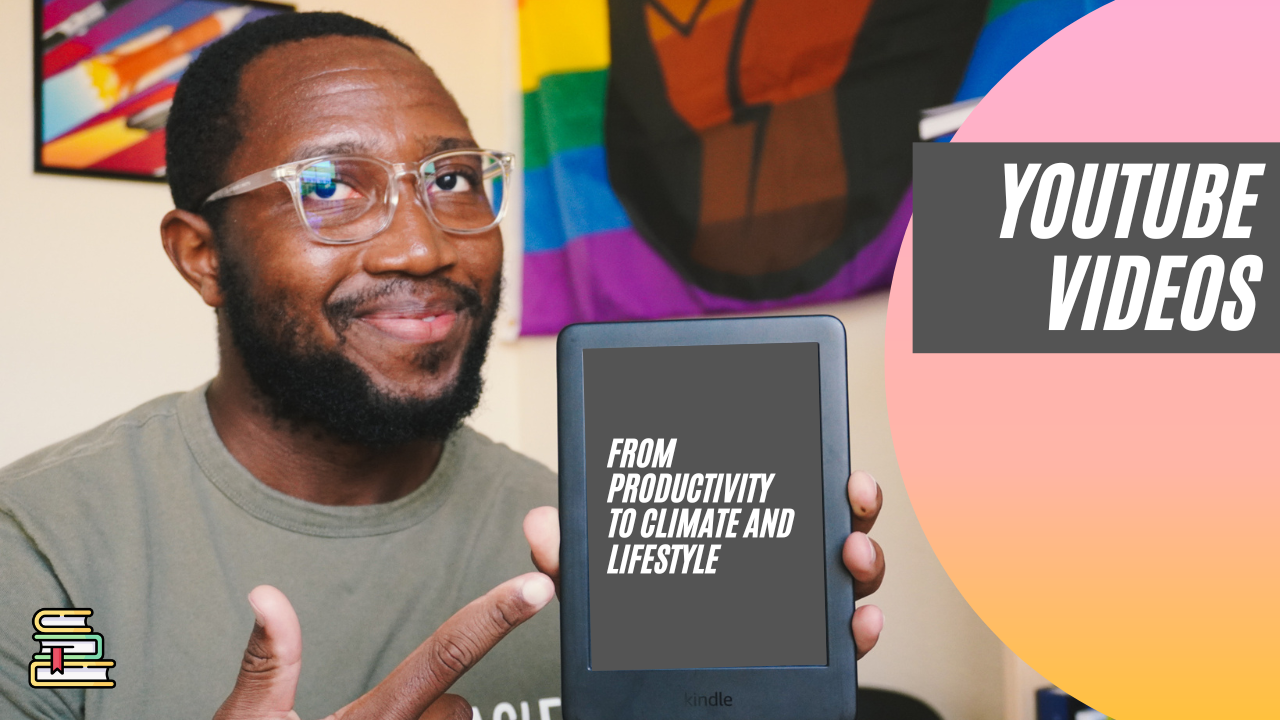 YOUTUBE
VIDEOS
FROM
PRODUCTIVITY
TO CLIMATE AND
LIFESTYLE
kindle